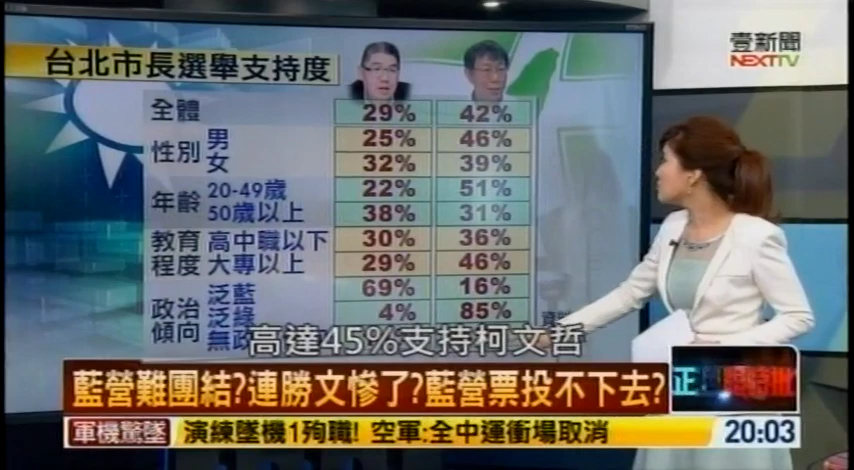 台北市長選舉支持度
壹新聞
NEXTTV
全體 29% 42%
性別 男 25% 46%
女 32% 39%
年齡 20-49歲 22% 51%
50歲以上 38% 31%
教育程度 高中職以下 30% 36%
大專以上 29% 46%
政治傾向 泛藍 69% 16%
泛綠 4% 85%
無政
高達45%支持柯文哲
藍營難團結?連勝文慘了?藍營票投不下去?
軍機驚墜 演練墜機1殉職! 空軍:全中運衝場取消
20:03